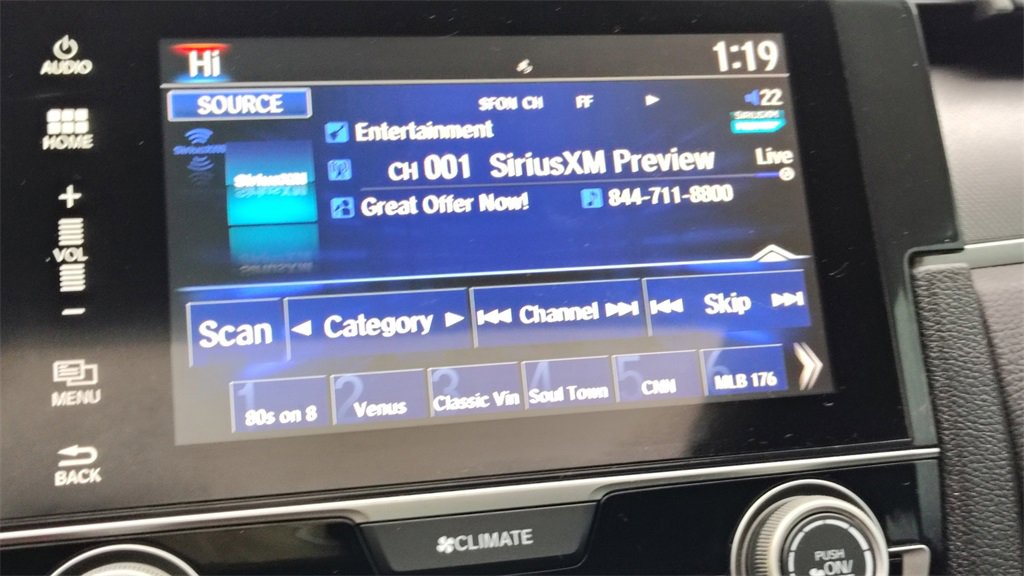 AUDIO
HOME
+
VOL
−
MENU
BACK
Hi
1:19
SOURCE
SFON CH FF
22
SIRIUSXM
Entertainment
SiriusXM
CH 001 SiriusXM Preview
Live
Great Offer Now!
844-711-8800
Scan
Category
Channel
Skip
1 80s on 8
2 Venus
3 Classic Vin
4 Soul Town
5 CNN
6 MLB 176
CLIMATE
PUSH
ON/